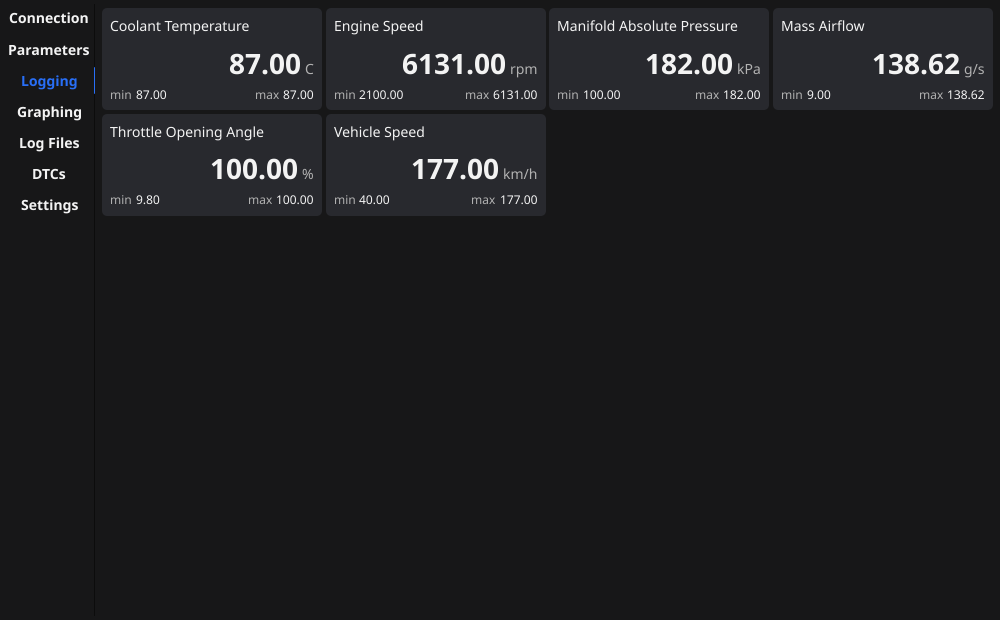 Connection
Parameters
Logging
Graphing
Log Files
DTCs
Settings
Coolant Temperature
87.00 C
min 87.00 max 87.00
Engine Speed
6131.00 rpm
min 2100.00 max 6131.00
Manifold Absolute Pressure
182.00 kPa
min 100.00 max 182.00
Mass Airflow
138.62 g/s
min 9.00 max 138.62
Throttle Opening Angle
100.00 %
min 9.80 max 100.00
Vehicle Speed
177.00 km/h
min 40.00 max 177.00